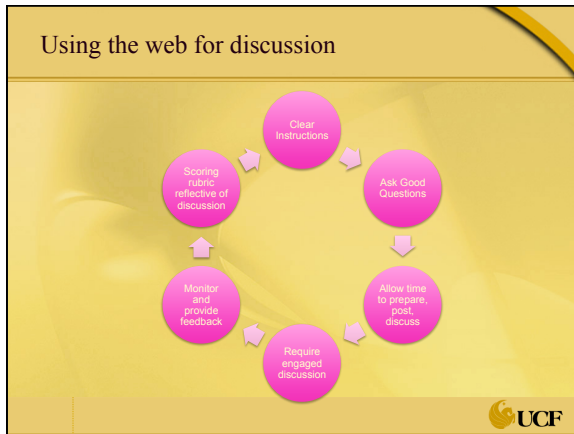 Using the web for discussion
Clear
Instructions
Ask Good
Questions
Allow time
to prepare,
post,
discuss
Require
engaged
discussion
Monitor
and
provide
feedback
Scoring
rubric
reflective of
discussion
UCF